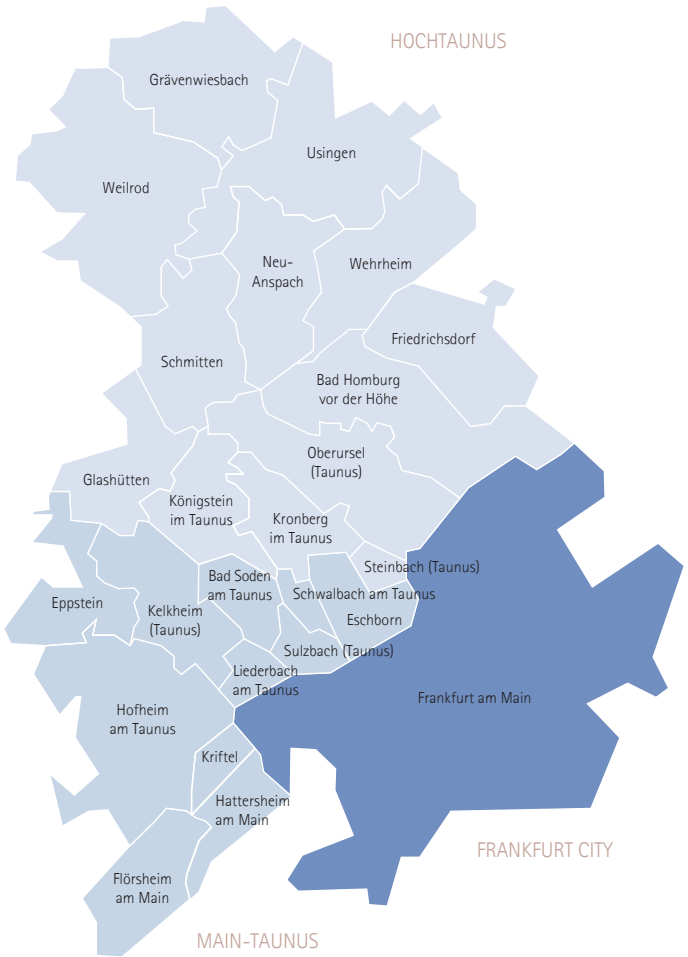 HOCHTAUNUS
Grävenwiesbach
Usingen
Weilrod
Neu-
Anspach
Wehrheim
Friedrichsdorf
Schmitten
Bad Homburg
vor der Höhe
Oberursel
(Taunus)
Glashütten
Königstein
im Taunus
Kronberg
im Taunus
Steinbach (Taunus)
Bad Soden
am Taunus
Schwalbach am Taunus
Eppstein
Kelkheim
(Taunus)
Eschborn
Sulzbach (Taunus)
Liederbach
am Taunus
Hofheim
am Taunus
Frankfurt am Main
Kriftel
Hattersheim
am Main
FRANKFURT CITY
Flörsheim
am Main
MAIN-TAUNUS